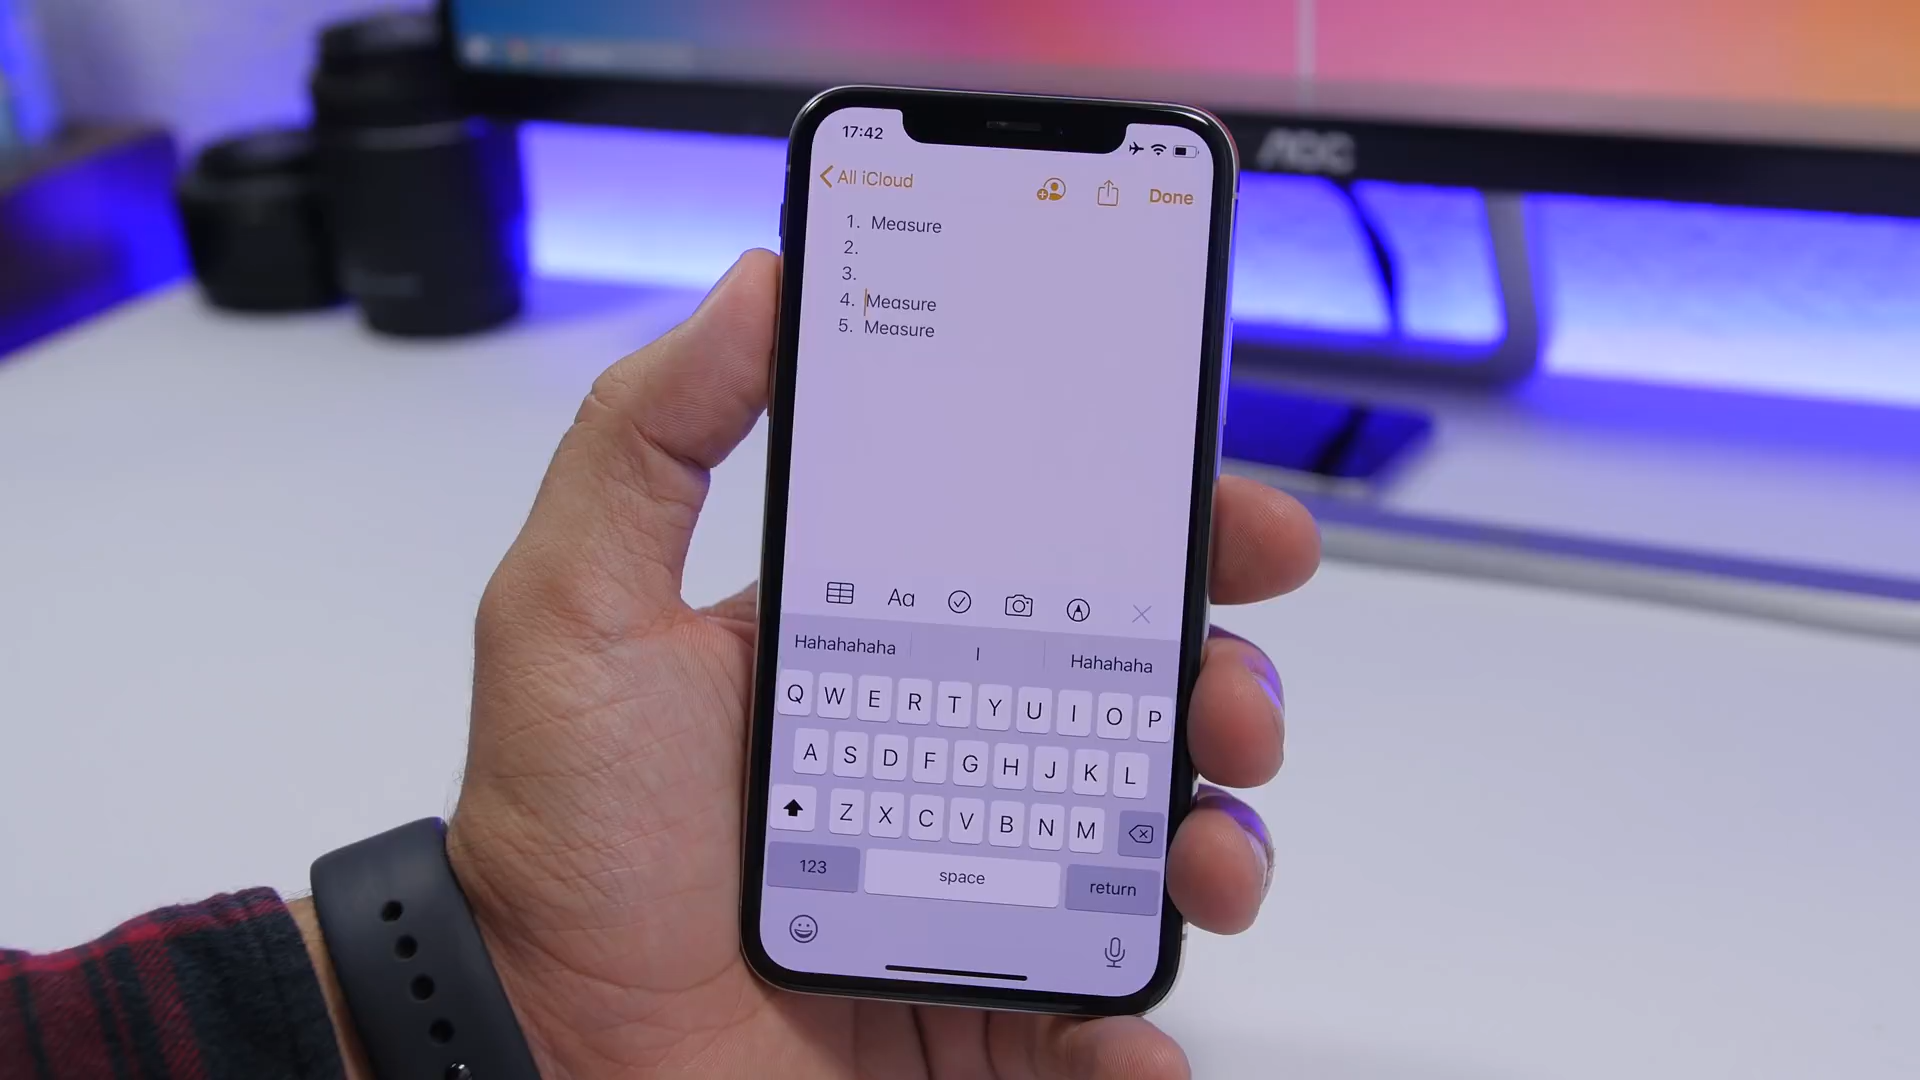 AOC
17:42
All iCloud Done
1. Measure
2.
3.
4. Measure
5. Measure
Aa
Hahahahaha I Hahahaha
Q W E R T Y U I O P
A S D F G H J K L
Z X C V B N M
123 space return